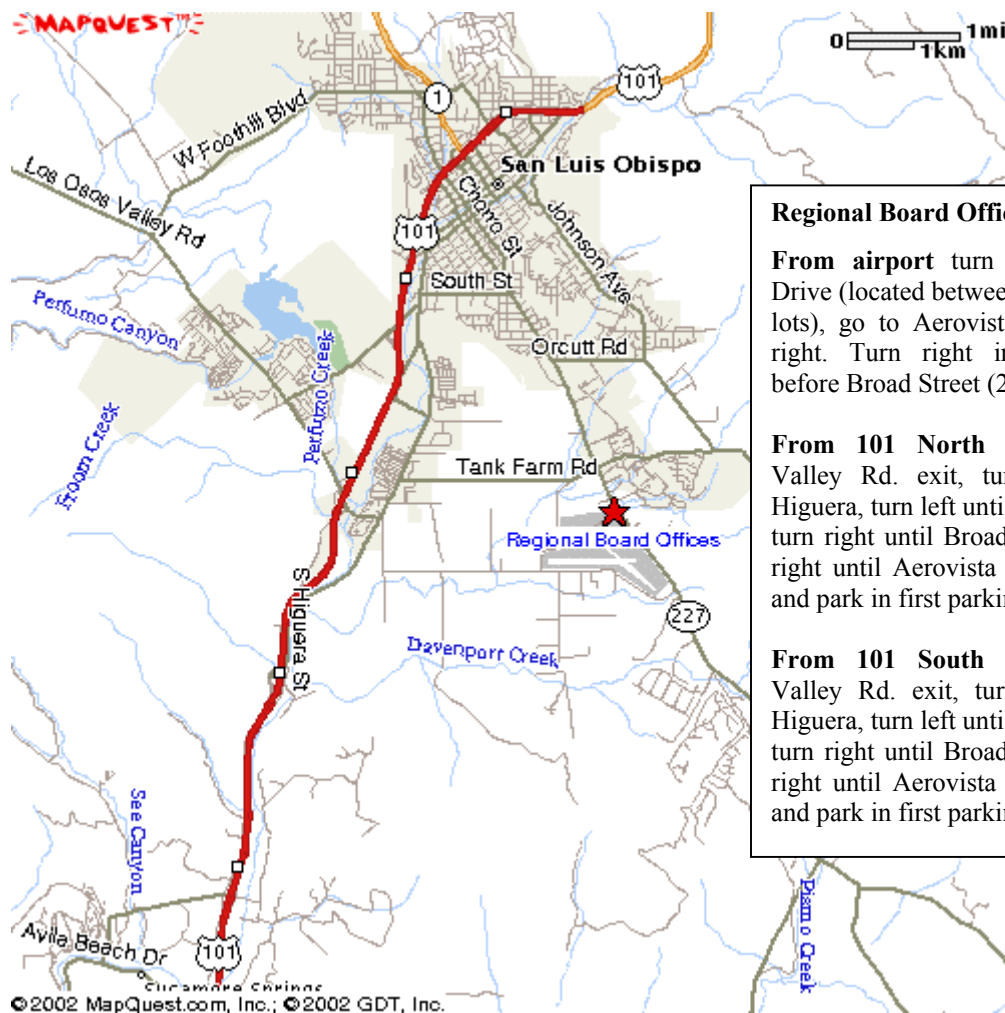 MAPQUEST
0 1mi
1km
101
1
W Foothill Blvd
San Luis Obispo
Los Osos Valley Rd
Chorro St
Johnson Ave
101
South St
Perfumo Canyon
Perfumo Creek
Orcutt Rd
Froom Creek
Tank Farm Rd
Regional Board Offices
S Higuera St
227
Davenport Creek
See Canyon
Avila Beach Dr
101
Sycamore Springs
Pismo Creek
©2002 MapQuest.com, Inc.; ©2002 GDT, Inc.
Regional Board Offic
From airport turn
Drive (located betwee
lots), go to Aerovist
right. Turn right in
before Broad Street (2
From 101 North
Valley Rd. exit, tur
Higuera, turn left unti
turn right until Broad
right until Aerovista
and park in first parkin
From 101 South
Valley Rd. exit, tur
Higuera, turn left unti
turn right until Broad
right until Aerovista
and park in first parkin